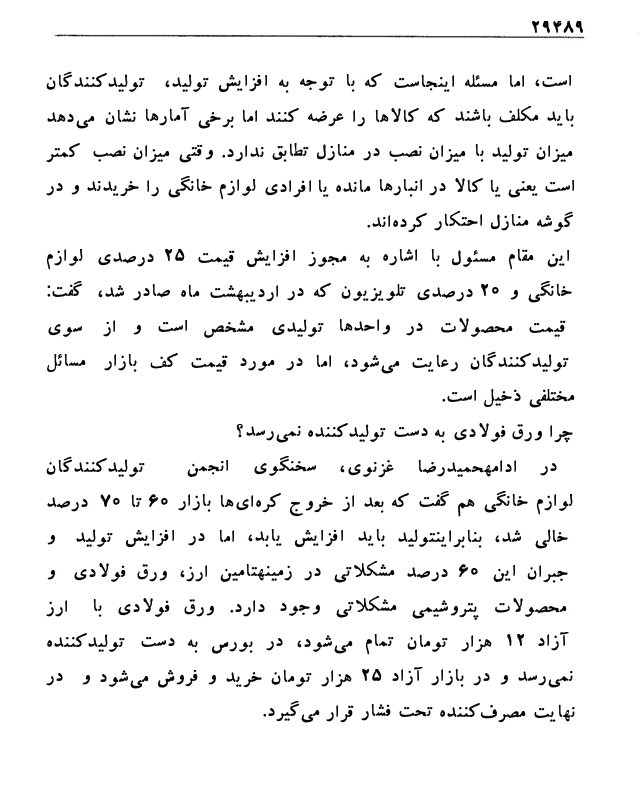 ۲۹۴۸۹
است، اما مسئله اینجاست که با توجه به افزایش تولید، تولیدکنندگان
باید مکلف باشند که کالاها را عرضه کنند اما برخی آمارها نشان می‌دهد
میزان تولید با میزان نصب در منازل تطابق ندارد. وقتی میزان نصب کمتر
است یعنی یا کالا در انبارها مانده یا افرادی لوازم خانگی را خریدند و در
گوشه منازل احتکار کرده‌اند.
این مقام مسئول با اشاره به مجوز افزایش قیمت ۲۵ درصدی لوازم
خانگی و ۲۰ درصدی تلویزیون که در اردیبهشت ماه صادر شد، گفت:
قیمت محصولات در واحدها تولیدی مشخص است و از سوی
تولیدکنندگان رعایت می‌شود، اما در مورد قیمت کف بازار مسائل
مختلفی ذخیل است.
چرا ورق فولادی به دست تولیدکننده نمی‌رسد؟
در ادامهحمیدرضا غزنوی، سخنگوی انجمن تولیدکنندگان
لوازم خانگی هم گفت که بعد از خروج کره‌ای‌ها بازار ۶۰ تا ۷۰ درصد
خالی شد، بنابراینتولید باید افزایش یابد، اما در افزایش تولید و
جبران این ۶۰ درصد مشکلاتی در زمینهتامین ارز، ورق فولادی و
محصولات پتروشیمی مشکلاتی وجود دارد. ورق فولادی با ارز
آزاد ۱۲ هزار تومان تمام می‌شود، در بورس به دست تولیدکننده
نمی‌رسد و در بازار آزاد ۲۵ هزار تومان خرید و فروش می‌شود و در
نهایت مصرف‌کننده تحت فشار قرار می‌گیرد.